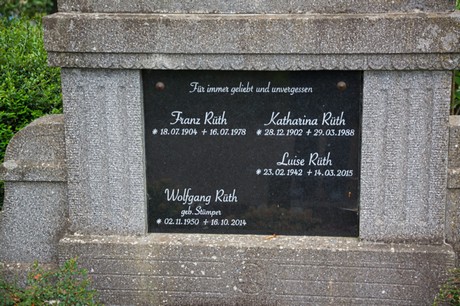 Für immer geliebt und unvergessen
Franz Rüth
* 18.07.1904 + 16.07.1978
Katharina Rüth
* 28.12.1902 + 29.03.1988
Luise Rüth
* 23.02.1942 + 14.03.2015
Wolfgang Rüth
geb. Stümper
* 02.11.1950 + 18.10.2014